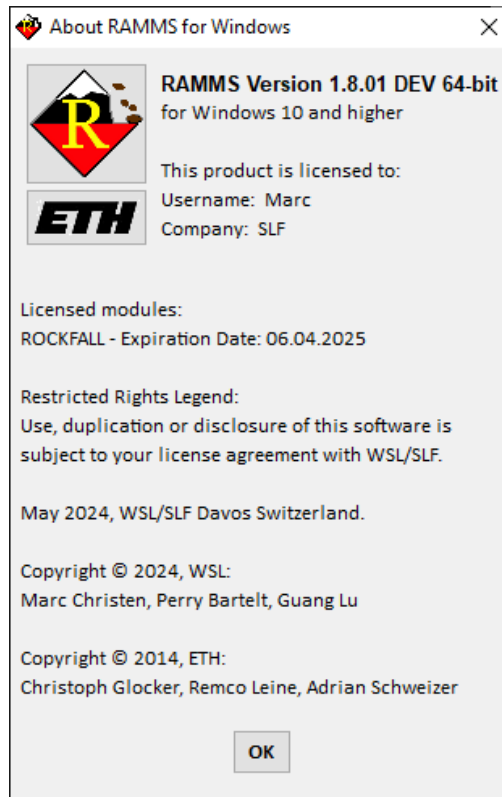 About RAMMS for Windows
R
RAMMS Version 1.8.01 DEV 64-bit
for Windows 10 and higher
This product is licensed to:
ETH
Username: Marc
Company: SLF
Licensed modules:
ROCKFALL - Expiration Date: 06.04.2025
Restricted Rights Legend:
Use, duplication or disclosure of this software is
subject to your license agreement with WSL/SLF.
May 2024, WSL/SLF Davos Switzerland.
Copyright © 2024, WSL:
Marc Christen, Perry Bartelt, Guang Lu
Copyright © 2014, ETH:
Christoph Glocker, Remco Leine, Adrian Schweizer
OK